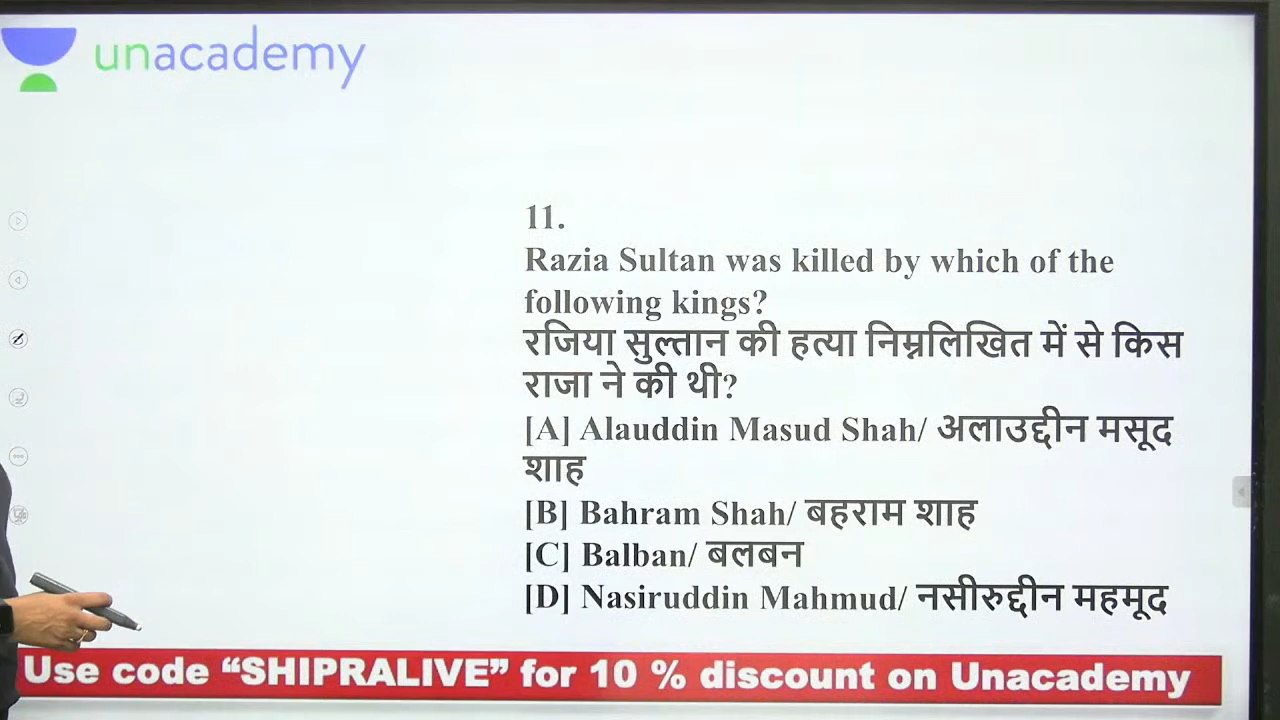 unacademy
11.
Razia Sultan was killed by which of the
following kings?
रजिया सुल्तान की हत्या निम्नलिखित में से किस
राजा ने की थी?
[A] Alauddin Masud Shah/ अलाउद्दीन मसूद
शाह
[B] Bahram Shah/ बहराम शाह
[C] Balban/ बलबन
[D] Nasiruddin Mahmud/ नसीरुद्दीन महमूद
Use code “SHIPRALIVE” for 10 % discount on Unacademy